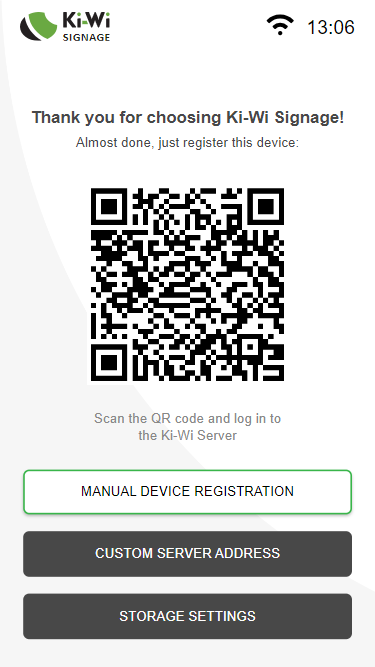 Ki-Wi
SIGNAGE
13:06
Thank you for choosing Ki-Wi Signage!
Almost done, just register this device:
Scan the QR code and log in to
the Ki-Wi Server
MANUAL DEVICE REGISTRATION
CUSTOM SERVER ADDRESS
STORAGE SETTINGS